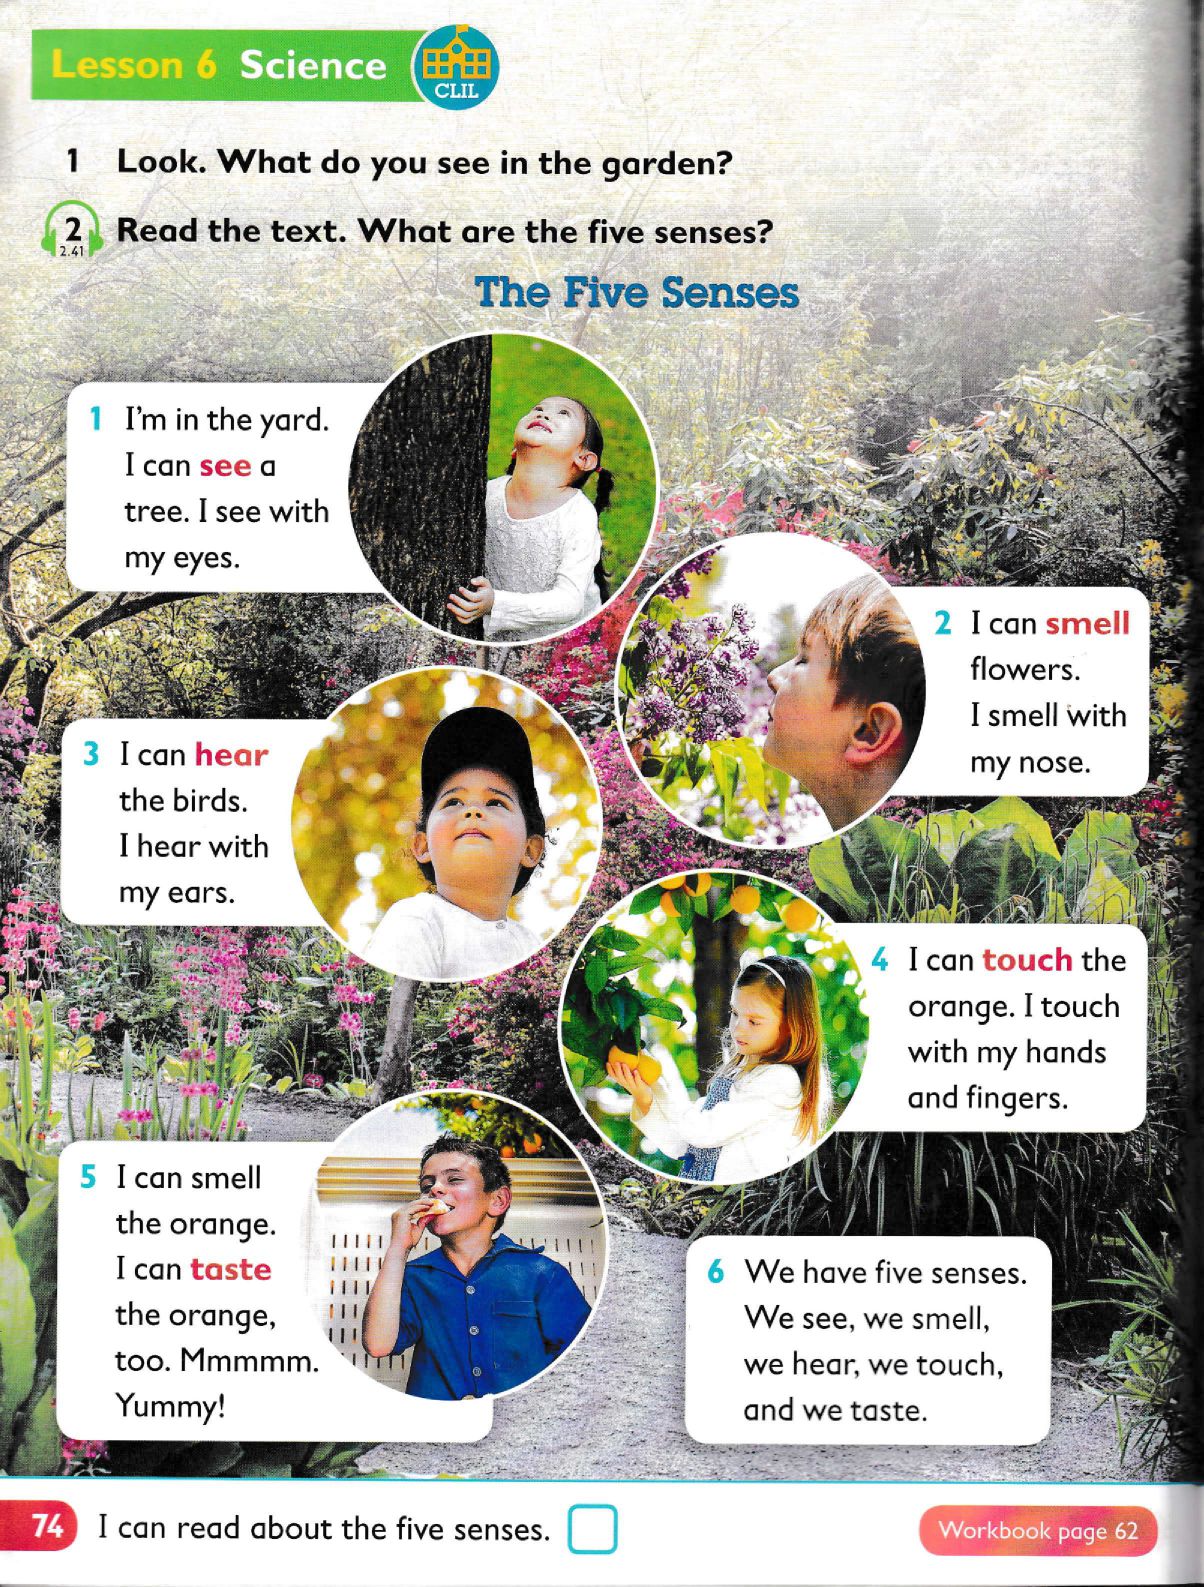 Lesson 6 Science
CLIL
1 Look. What do you see in the garden?
2 Read the text. What are the five senses?
2.41
The Five Senses
1 I'm in the yard.
I can see a
tree. I see with
my eyes.
2 I can smell
flowers.
I smell with
my nose.
3 I can hear
the birds.
I hear with
my ears.
4 I can touch the
orange. I touch
with my hands
and fingers.
5 I can smell
the orange.
I can taste
the orange,
too. Mmmmm.
Yummy!
6 We have five senses.
We see, we smell,
we hear, we touch,
and we taste.
74 I can read about the five senses.
Workbook page 62